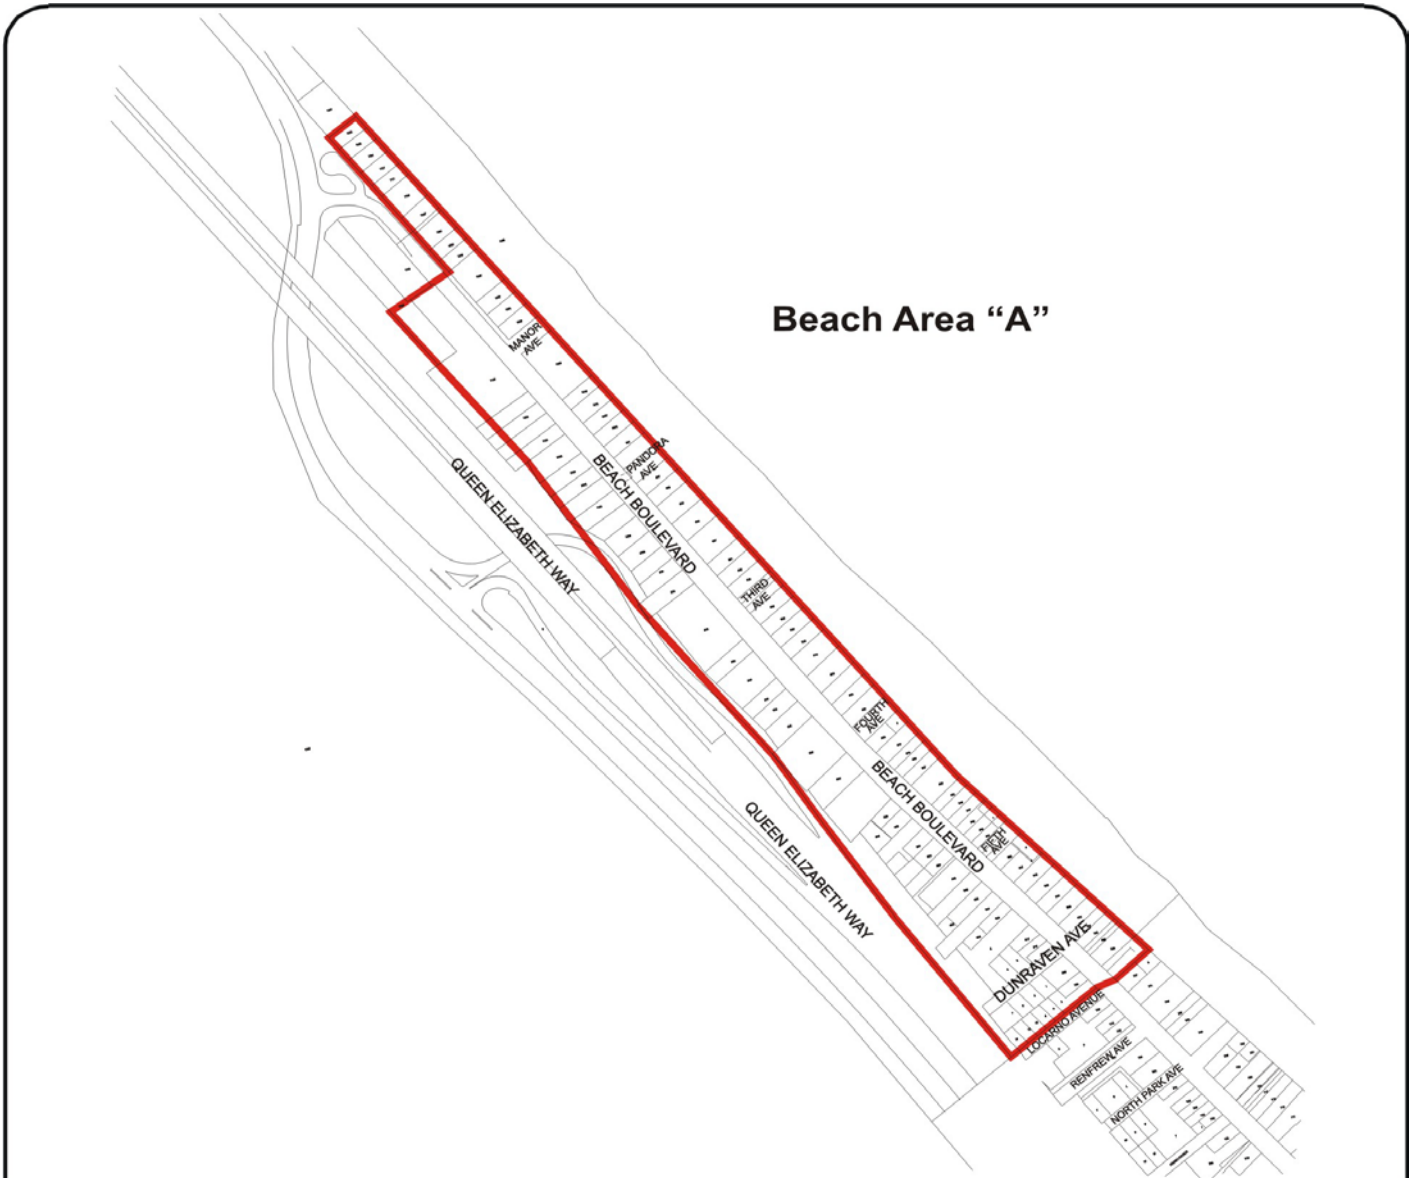 Beach Area “A”
MANOR
AVE
PANDORA
AVE
BEACH BOULEVARD
QUEEN ELIZABETH WAY
THIRD
AVE
FOURTH
AVE
BEACH BOULEVARD
FIFTH
AVE
QUEEN ELIZABETH WAY
DUNRAVEN AVE
LOCARNO AVENUE
RENFREW AVE
NORTH PARK AVE